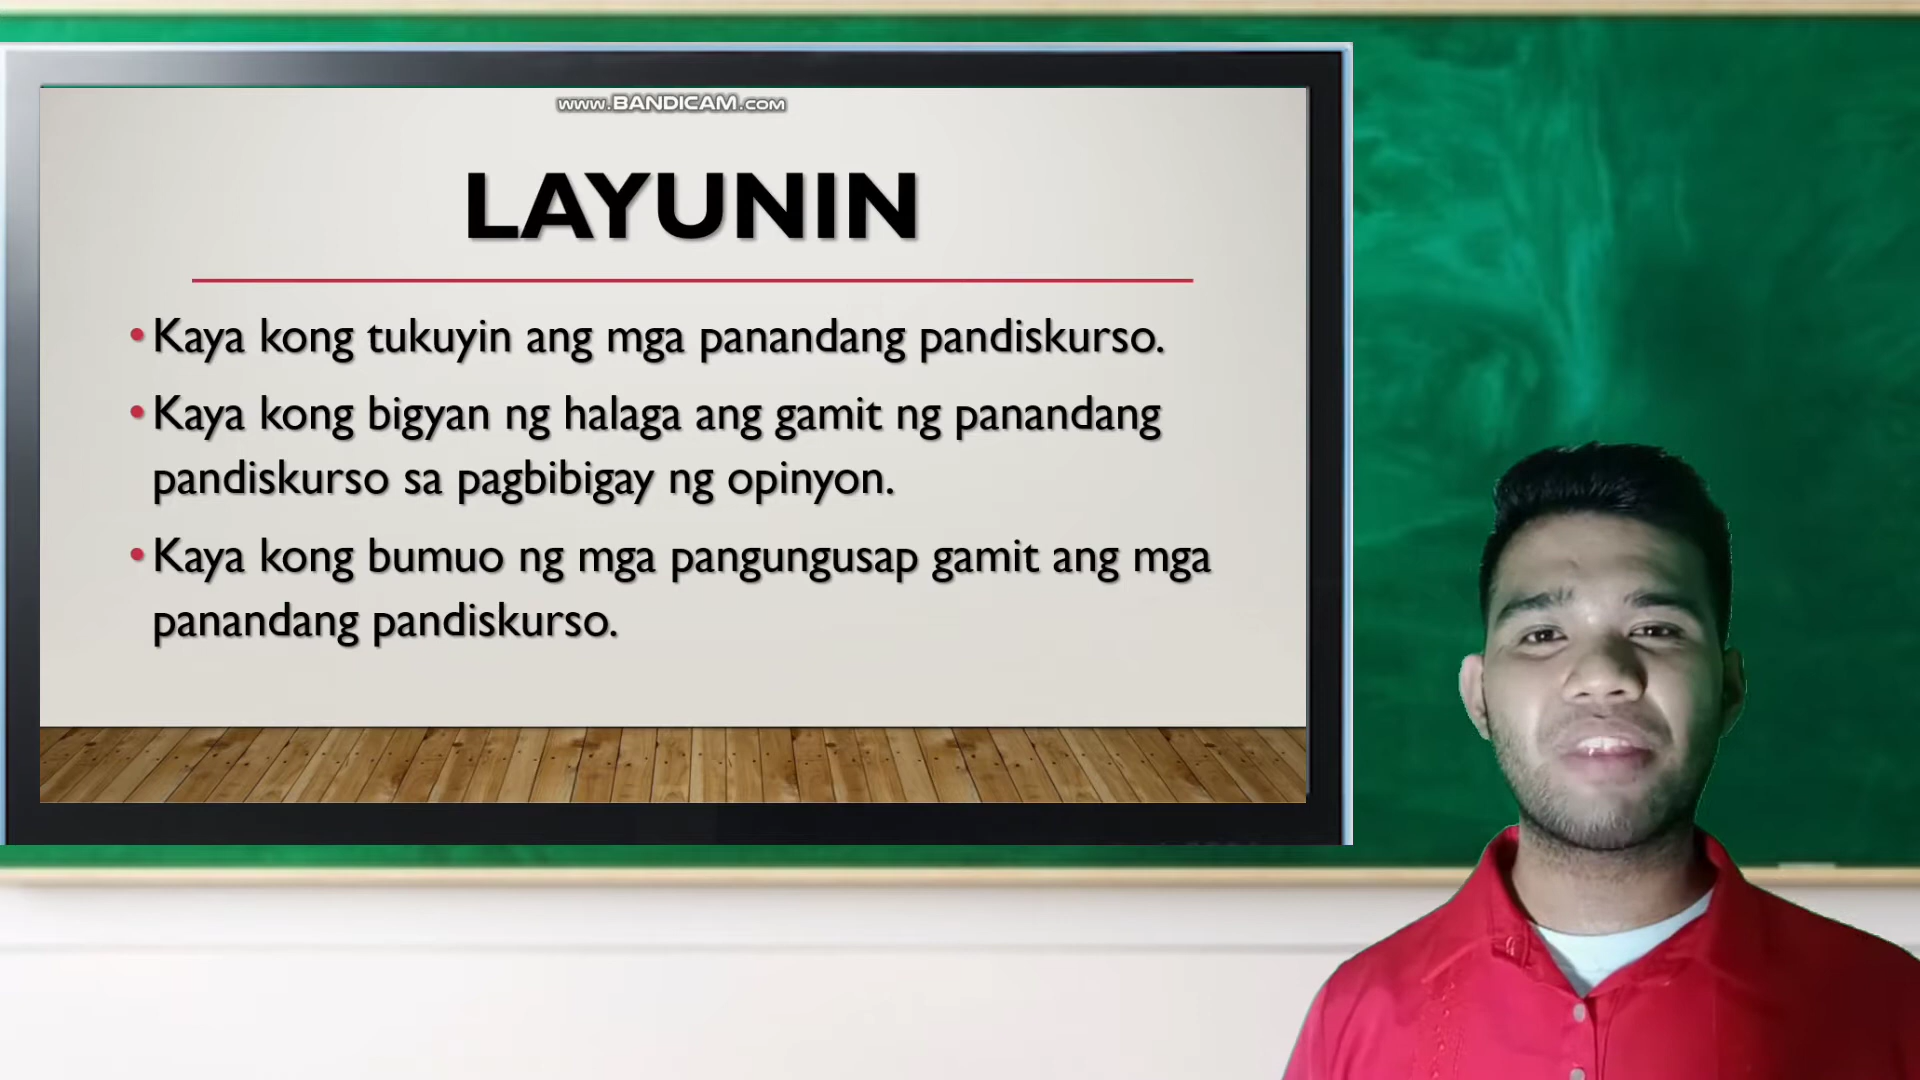 www.BANDICAM.com
LAYUNIN
• Kaya kong tukuyin ang mga panandang pandiskurso.
• Kaya kong bigyan ng halaga ang gamit ng panandang
pandiskurso sa pagbibigay ng opinyon.
• Kaya kong bumuo ng mga pangungusap gamit ang mga
panandang pandiskurso.